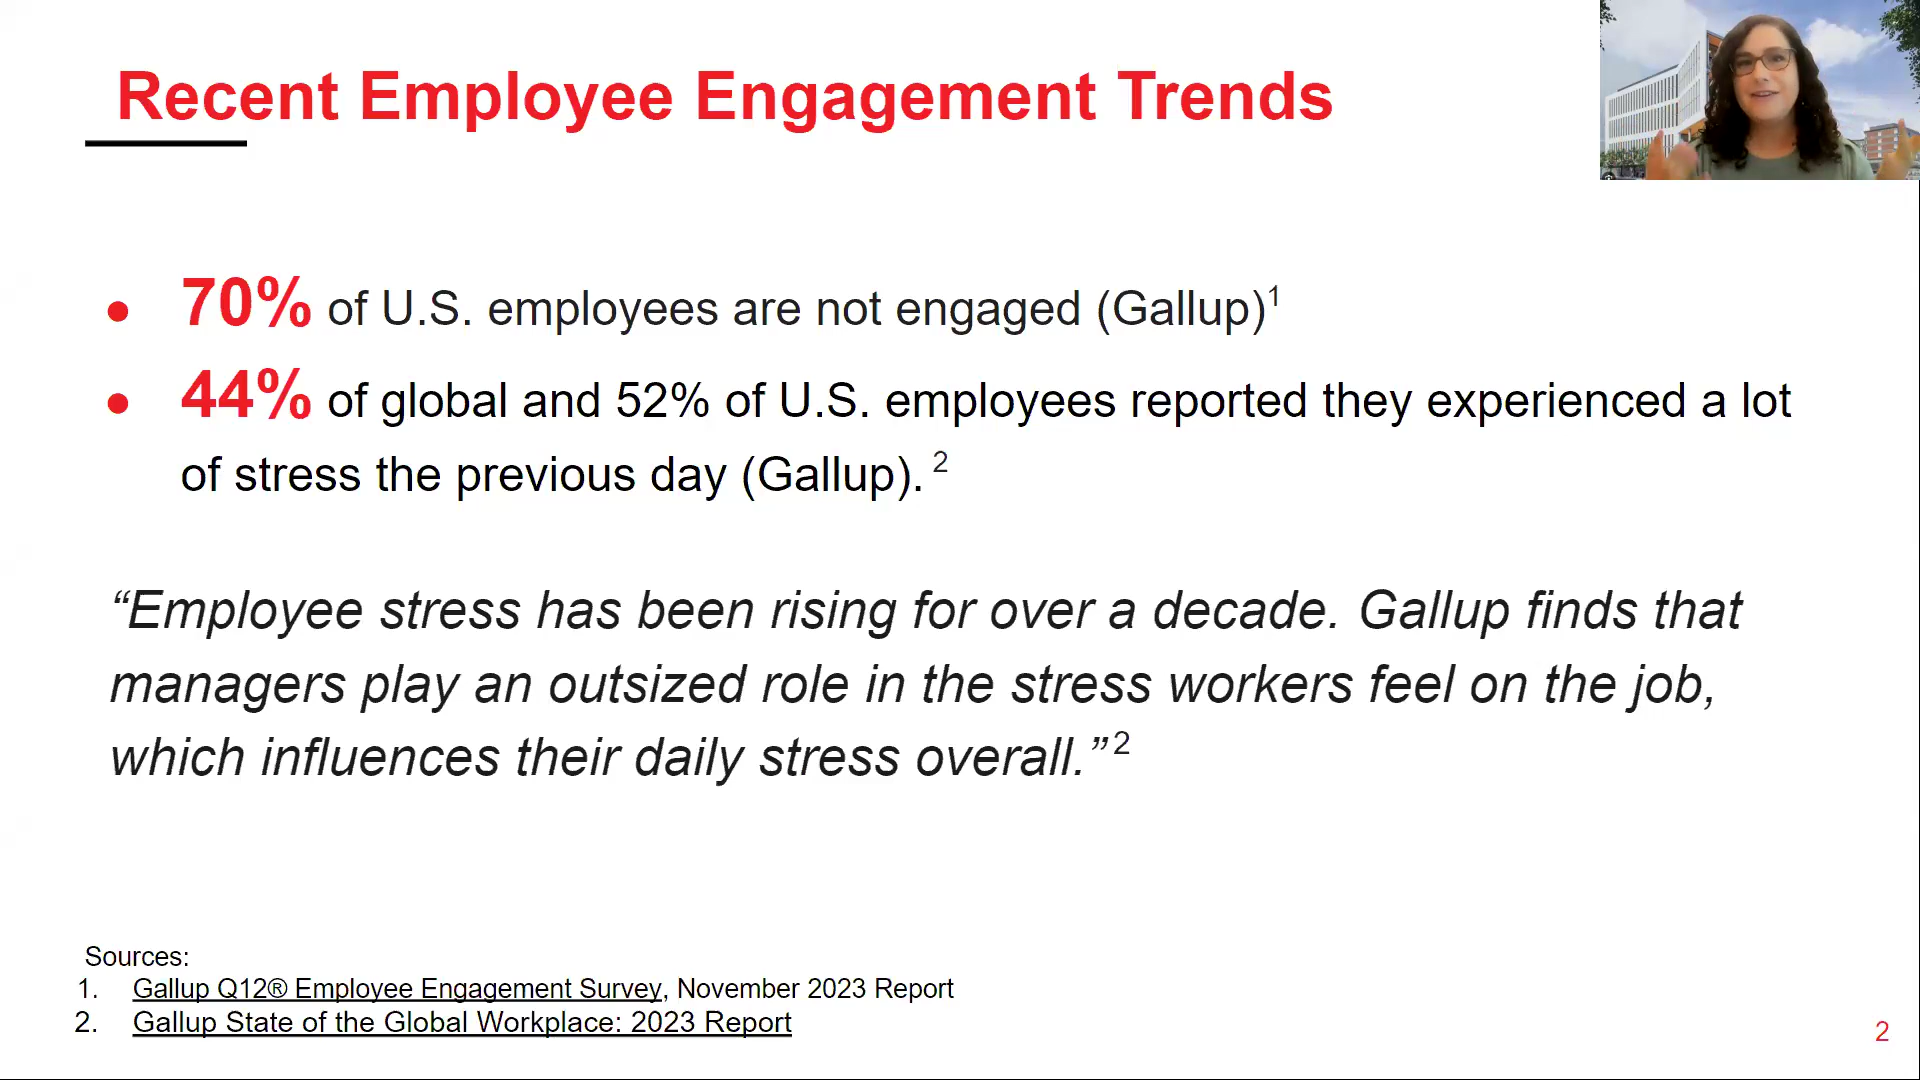 Recent Employee Engagement Trends
● 70% of U.S. employees are not engaged (Gallup)¹
● 44% of global and 52% of U.S. employees reported they experienced a lot
of stress the previous day (Gallup). ²
“Employee stress has been rising for over a decade. Gallup finds that
managers play an outsized role in the stress workers feel on the job,
which influences their daily stress overall.” ²
Sources:
1. Gallup Q12® Employee Engagement Survey, November 2023 Report
2. Gallup State of the Global Workplace: 2023 Report
2